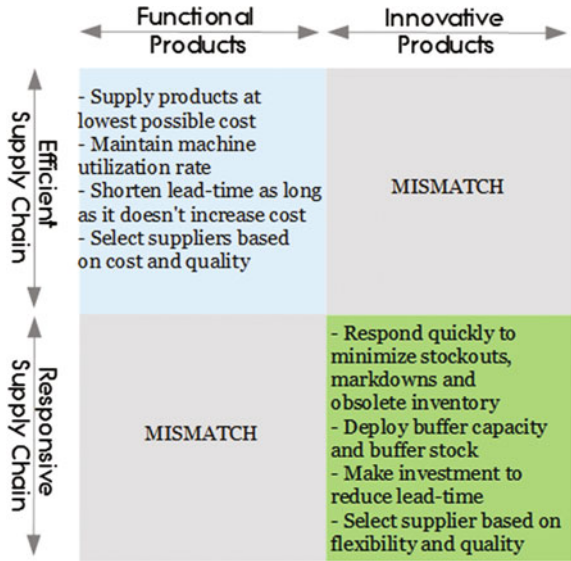 Functional
Products
Innovative
Products
Efficient
Supply Chain
- Supply products at
lowest possible cost
- Maintain machine
utilization rate
- Shorten lead-time as long
as it doesn't increase cost
- Select suppliers based
on cost and quality
MISMATCH
Responsive
Supply Chain
MISMATCH
- Respond quickly to
minimize stockouts,
markdowns and
obsolete inventory
- Deploy buffer capacity
and buffer stock
- Make investment to
reduce lead-time
- Select supplier based on
flexibility and quality